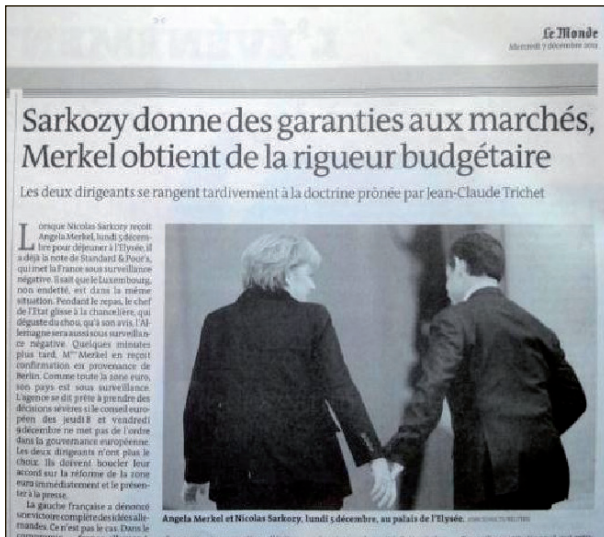 Le Monde
Mercredi 7 décembre 2011
Sarkozy donne des garanties aux marchés,
Merkel obtient de la rigueur budgétaire
Les deux dirigeants se rangent tardivement à la doctrine prônée par Jean-Claude Trichet
Lorsque Nicolas Sarkozy reçoit
Angela Merkel, lundi 5 décem-
bre pour déjeuner à l'Elysée, il
a déjà la note de Standard & Poor's,
qui met la France sous surveillance
négative. Il sait que le Luxembourg,
non endetté, est dans la même
situation. Pendant le repas, le chef
de l'Etat glisse à la chancelière, qui
déguste du chou, qu'à son avis, l'Al-
lemagne sera aussi sous surveillan-
ce négative. Quelques minutes
plus tard, Mme Merkel en reçoit
confirmation en provenance de
Berlin. Comme toute la zone euro,
son pays est sous surveillance.
L'agence se dit prête à prendre des
décisions sévères si le conseil euro-
péen des jeudi 8 et vendredi
9 décembre ne met pas de l'ordre
dans la gouvernance européenne.
Les deux dirigeants n'ont plus le
choix. Ils doivent boucler leur
accord sur la réforme de la zone
euro immédiatement et le présen-
ter à la presse.
La gauche française a dénoncé
une victoire complète des idées alle-
mandes. Ce n'est pas le cas. Dans le
Angela Merkel et Nicolas Sarkozy, lundi 5 décembre, au palais de l'Elysée.